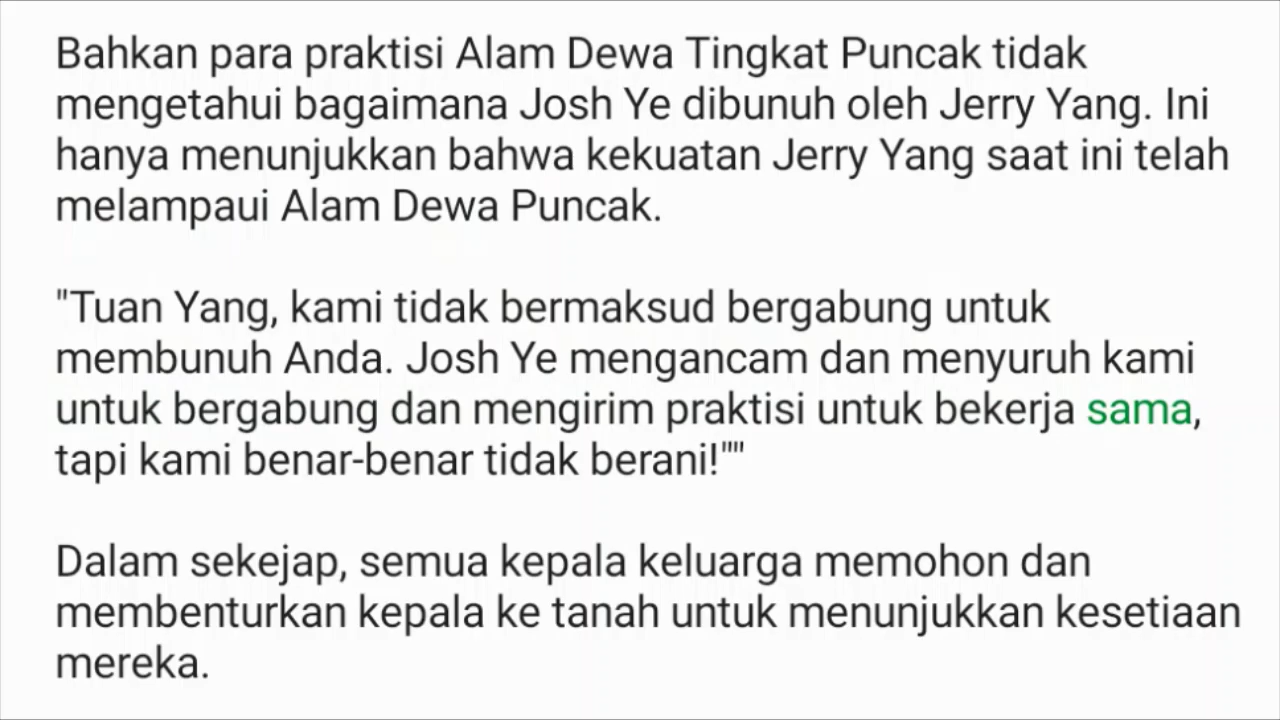 Bahkan para praktisi Alam Dewa Tingkat Puncak tidak
mengetahui bagaimana Josh Ye dibunuh oleh Jerry Yang. Ini
hanya menunjukkan bahwa kekuatan Jerry Yang saat ini telah
melampaui Alam Dewa Puncak.
"Tuan Yang, kami tidak bermaksud bergabung untuk
membunuh Anda. Josh Ye mengancam dan menyuruh kami
untuk bergabung dan mengirim praktisi untuk bekerja sama,
tapi kami benar-benar tidak berani!""
Dalam sekejap, semua kepala keluarga memohon dan
membenturkan kepala ke tanah untuk menunjukkan kesetiaan
mereka.